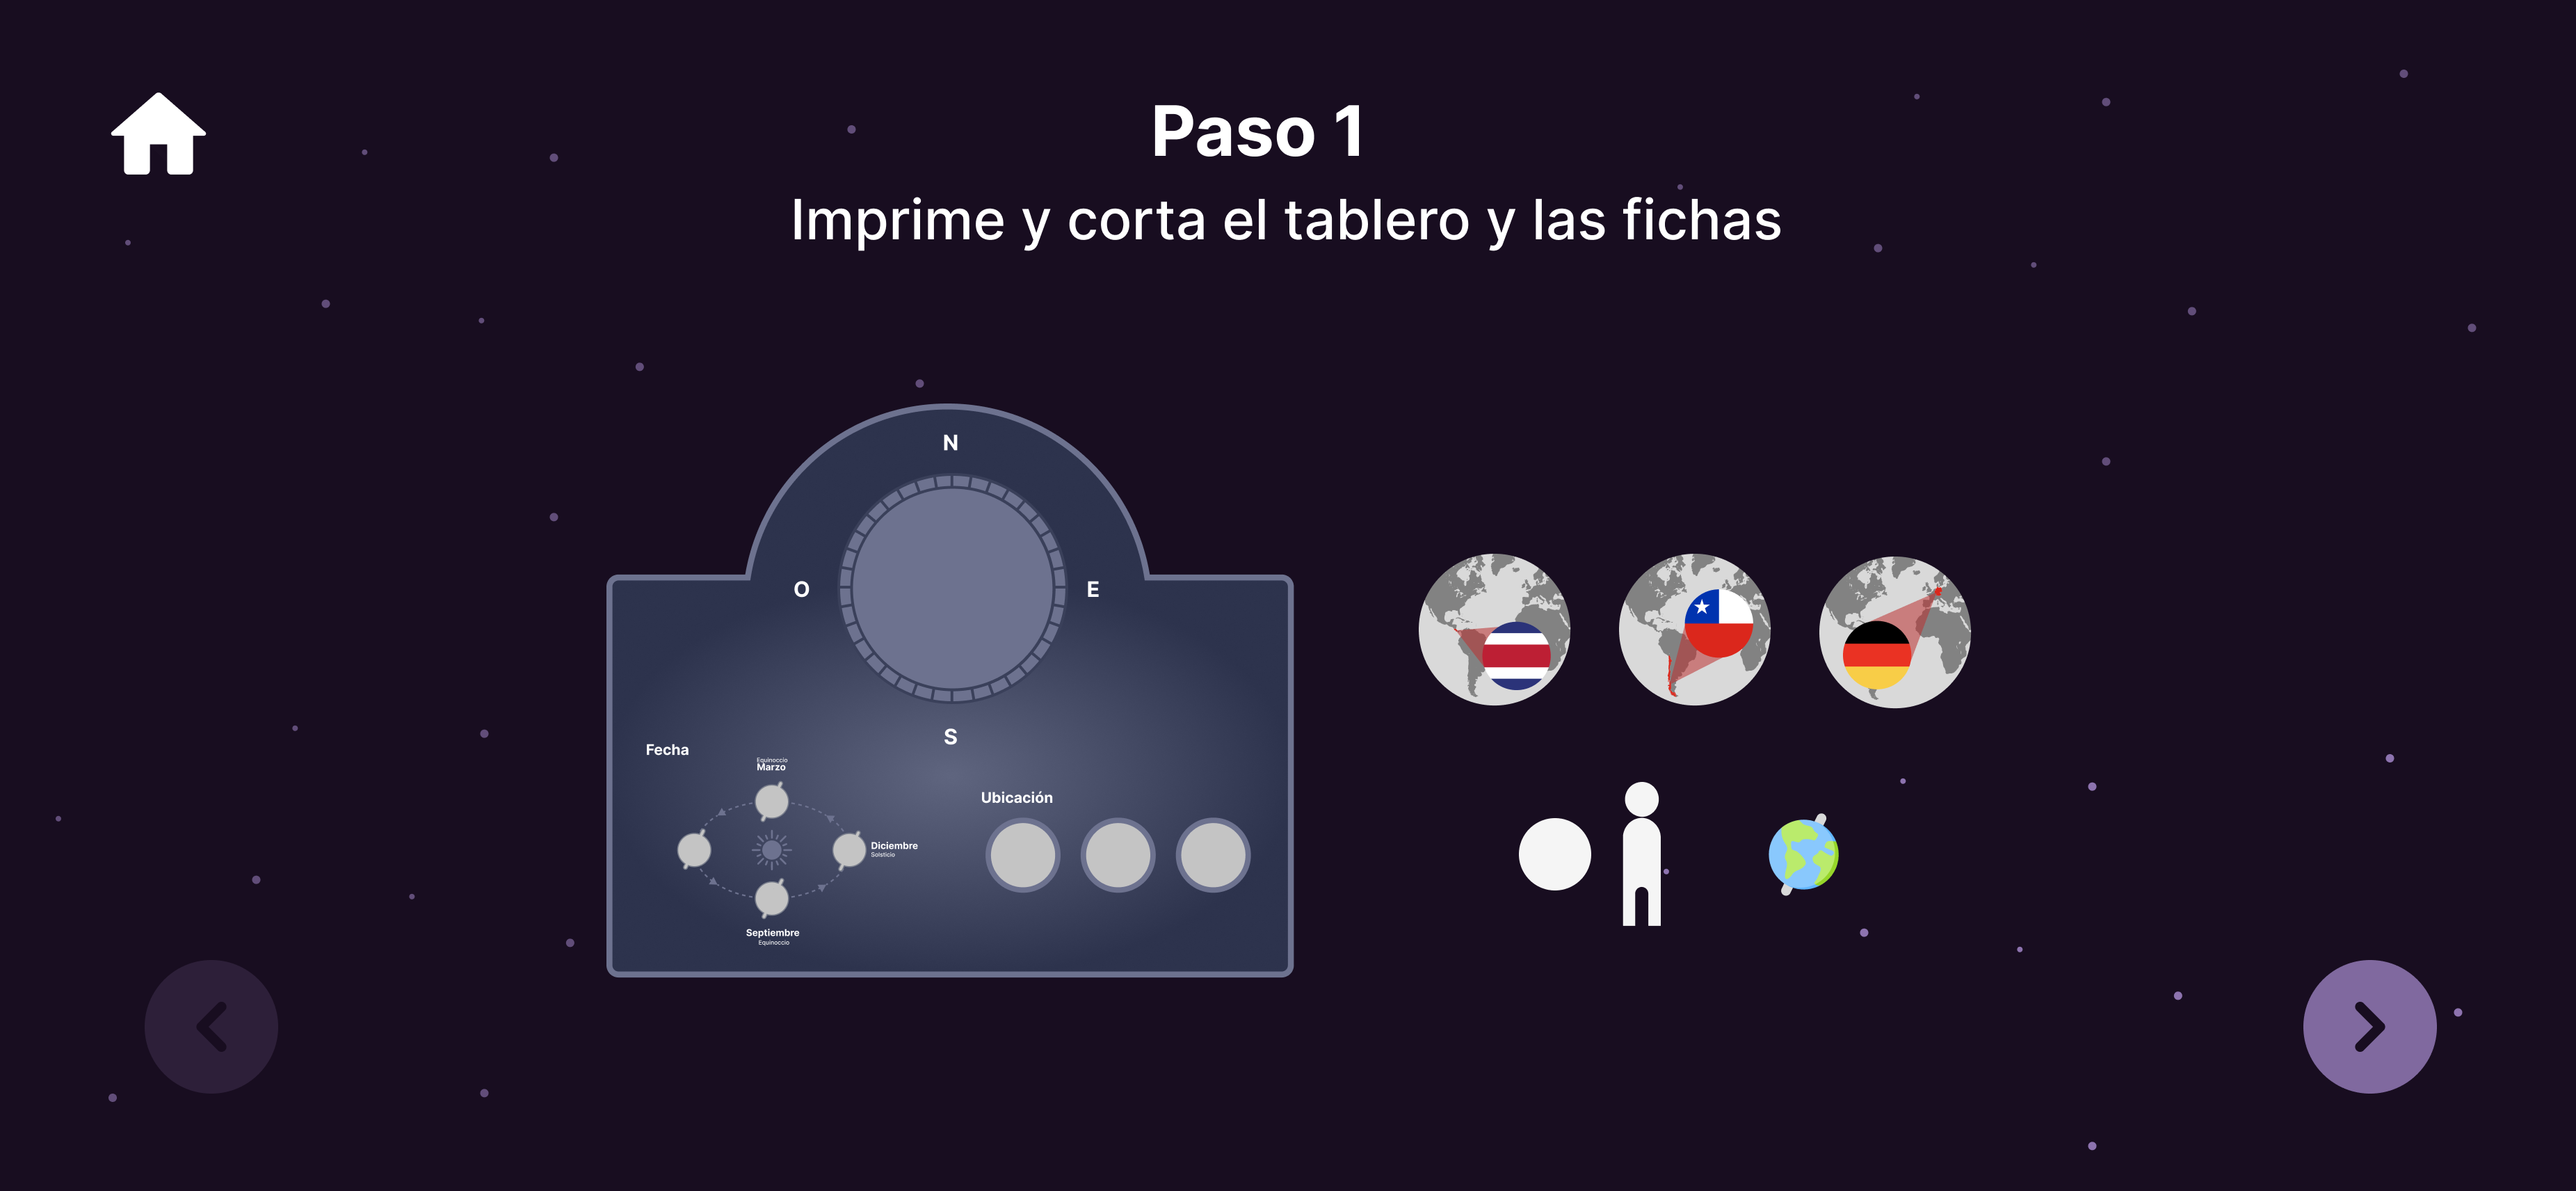 Paso 1
Imprime y corta el tablero y las fichas
N
O
E
S
Fecha
Equinoccio
Marzo
Ubicación
Diciembre
Solsticio
Septiembre
Equinoccio